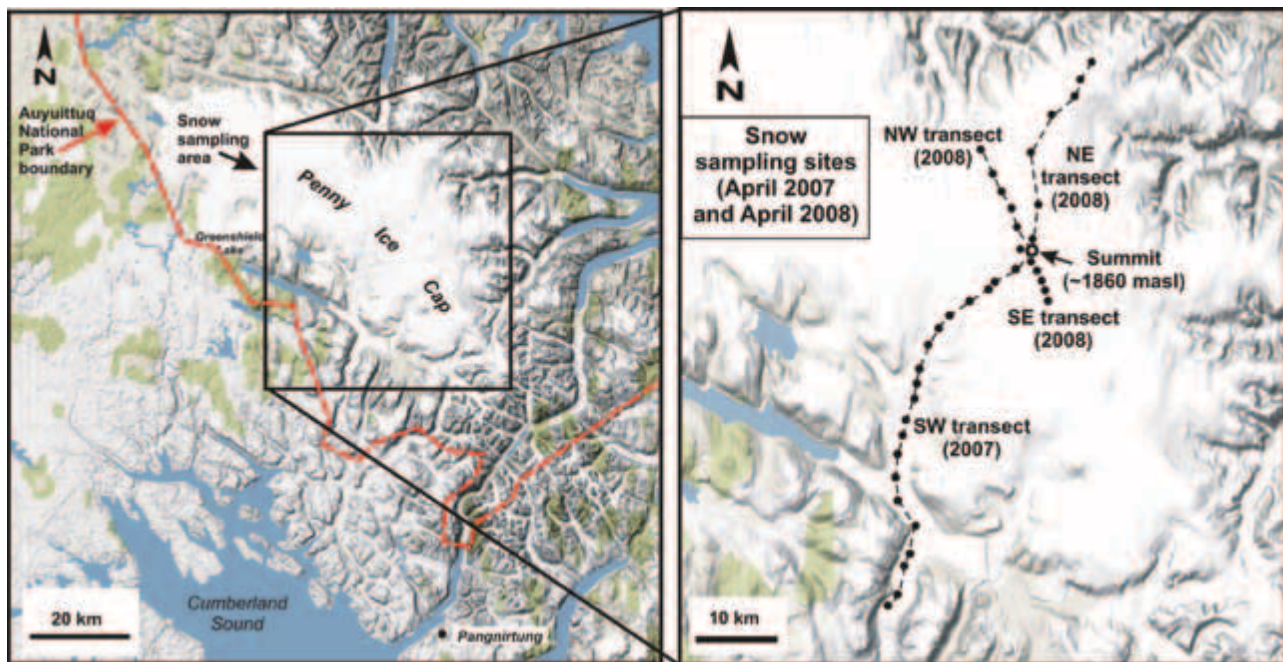 N
Auyuittuq
National
Park
boundary
Snow
sampling
area
Penny
Ice
Cap
Greenshield
Lake
20 km
Cumberland
Sound
Pangnirtung
N
Snow
sampling sites
(April 2007
and April 2008)
NW transect
(2008)
NE
transect
(2008)
Summit
(~1860 masl)
SE transect
(2008)
SW transect
(2007)
10 km